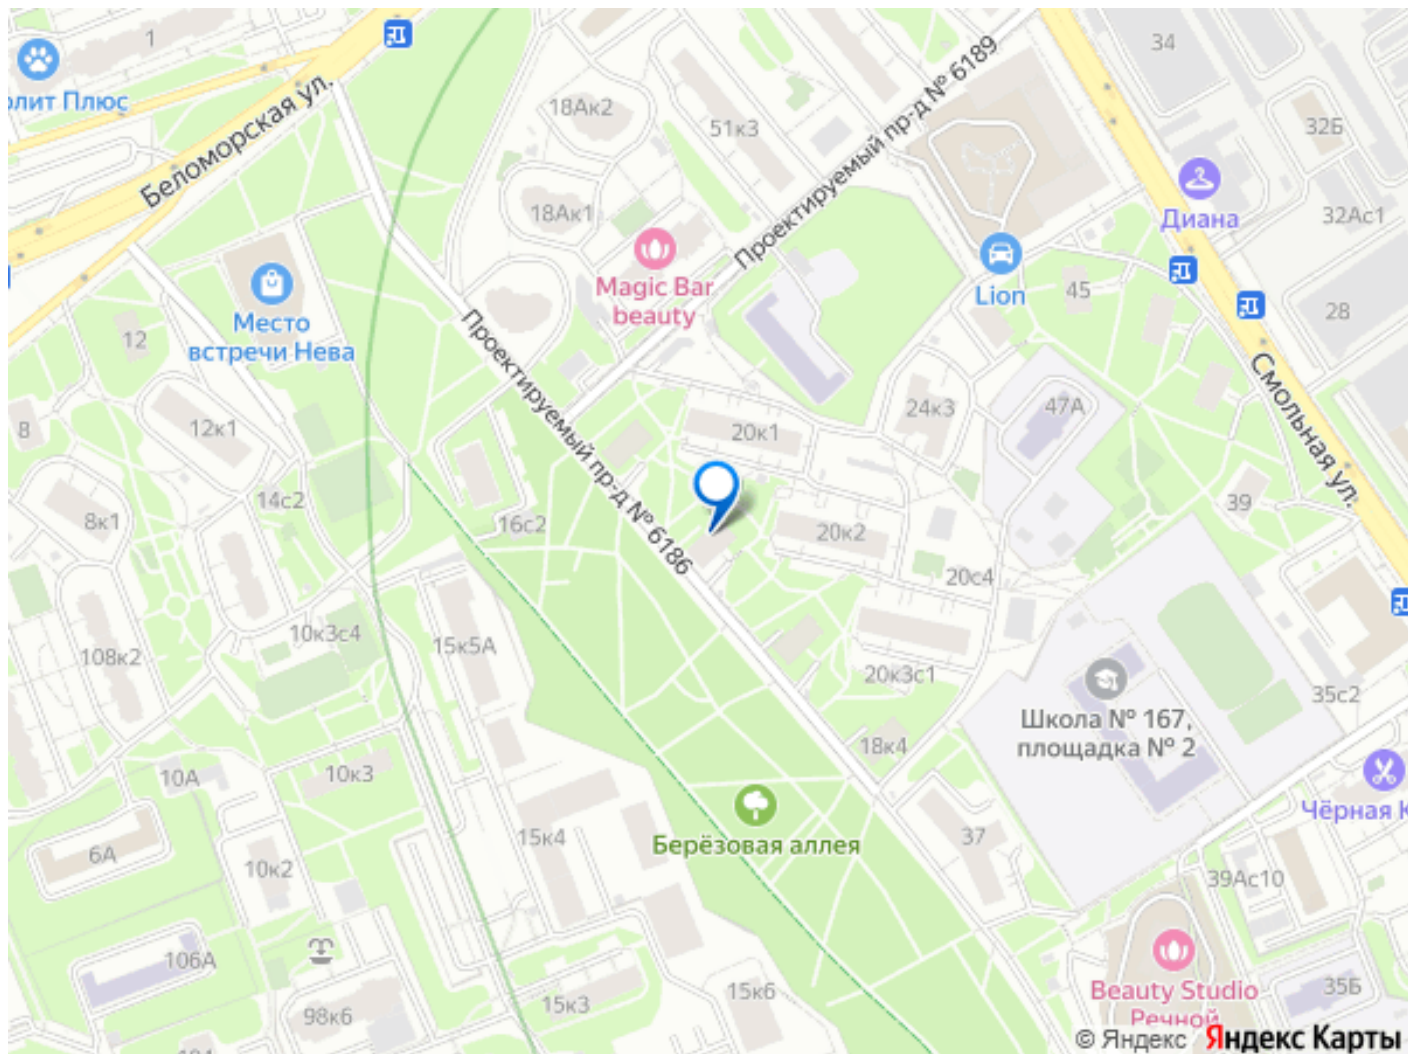 1
олит Плюс
Беломорская ул.
18Ак2
51к3
Проектируемый пр-д № 6189
34
32Б
Диана
32Ас1
18Ак1
Magic Bar
beauty
Lion
45
28
Место
встречи Нева
12
Проектируемый пр-д № 6186
Смольная ул.
8
12к1
20к1
24к3
47А
14с2
8к1
16с2
20к2
39
20с4
10к3с4
15к5А
108к2
20к3с1
Школа № 167,
площадка № 2
35с2
18к4
10А
10к3
Чёрная К
Берёзовая аллея
15к4
37
6А
10к2
39Ас10
106А
Beauty Studio
Речной
15к6
15к3
98к6
35Б
© Яндекс
Яндекс Карты